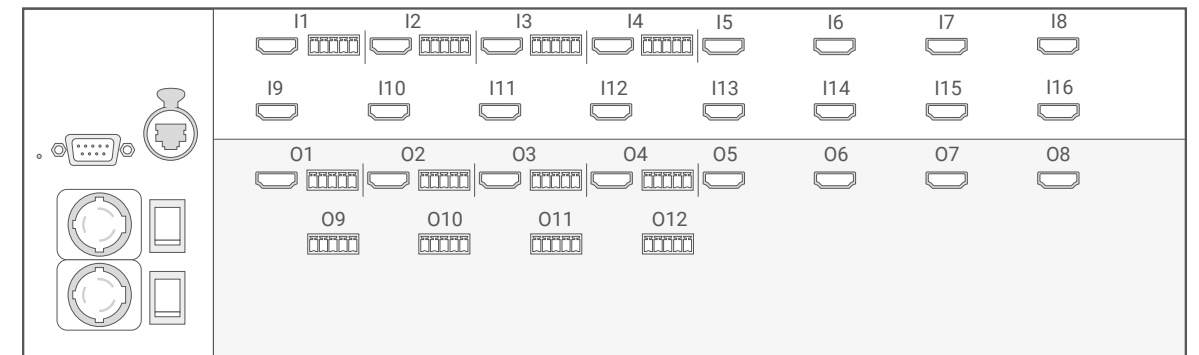 I1 I2 I3 I4 I5 I6 I7 I8
I9 I10 I11 I12 I13 I14 I15 I16
O1 O2 O3 O4 O5 O6 O7 O8
O9 O10 O11 O12